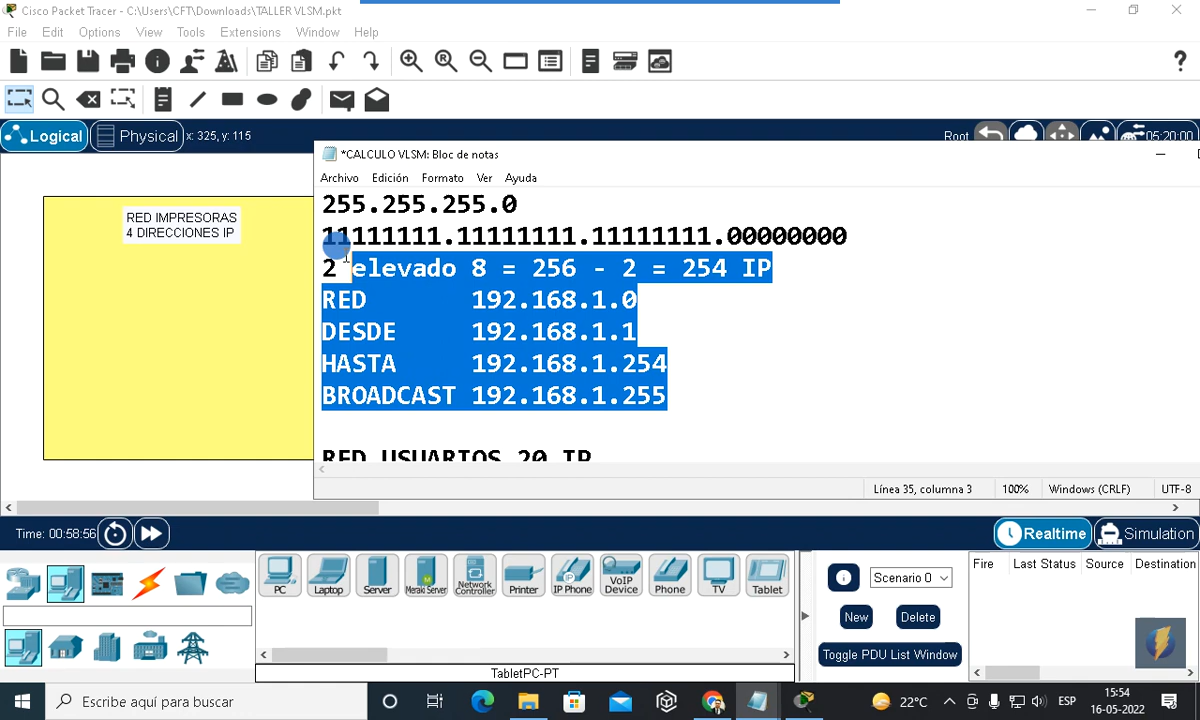 Cisco Packet Tracer - C:\Users\CFT\Downloads\TALLER VLSM.pkt
File Edit Options View Tools Extensions Window Help
Logical Physical x: 325, y: 115 Root 05:20:00
RED IMPRESORAS
4 DIRECCIONES IP
*CALCULO VLSM: Bloc de notas
Archivo Edición Formato Ver Ayuda
255.255.255.0
11111111.11111111.11111111.00000000
2 elevado 8 = 256 - 2 = 254 IP
RED 192.168.1.0
DESDE 192.168.1.1
HASTA 192.168.1.254
BROADCAST 192.168.1.255
RED USUARIOS 20 IP
Línea 35, columna 3 100% Windows (CRLF) UTF-8
Time: 00:58:56 Realtime Simulation
PC Laptop Server Meraki Server Network Controller Printer IP Phone VoIP Device Phone TV Tablet
TabletPC-PT
Scenario 0
New Delete
Toggle PDU List Window
Fire Last Status Source Destination
Escribe aquí para buscar
22°C ESP 15:54
16-05-2022